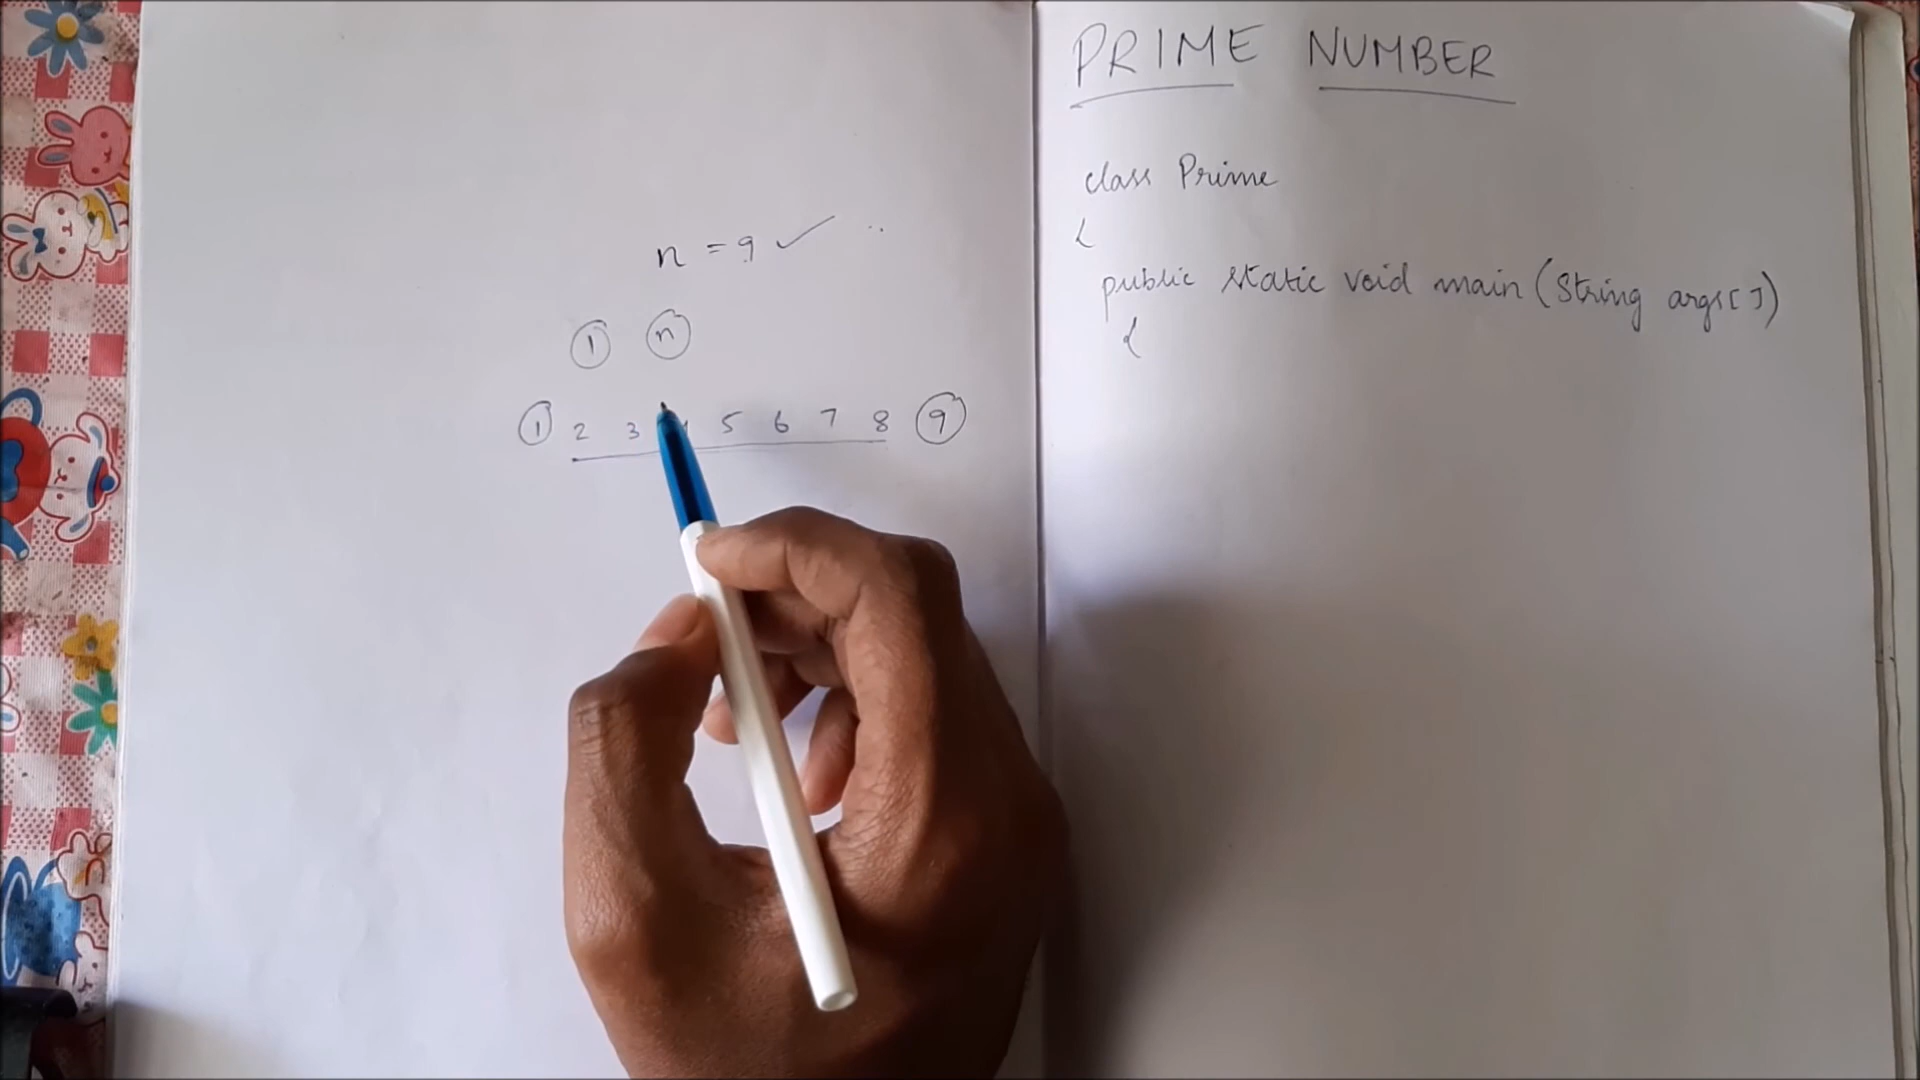 n = 9 ✓
1 n
1 2 3 5 6 7 8 9
PRIME NUMBER
class Prime
{
public static void main (String args[])
{